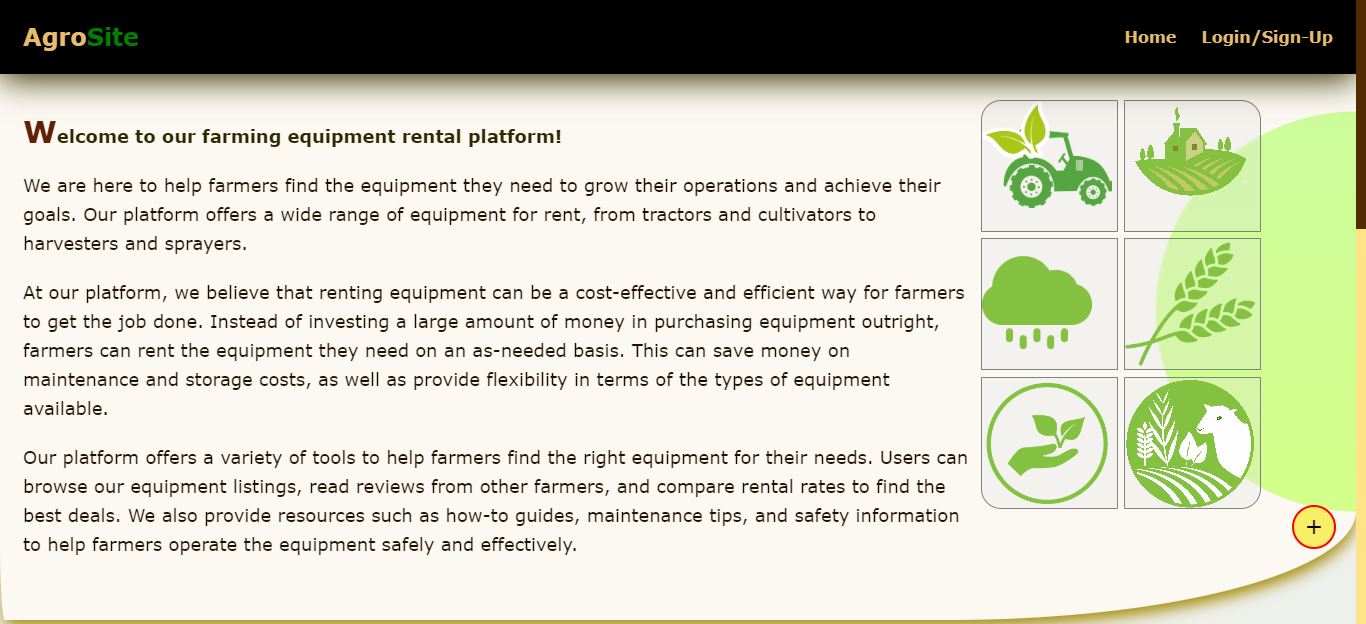 AgroSite
Home Login/Sign-Up
Welcome to our farming equipment rental platform!
We are here to help farmers find the equipment they need to grow their operations and achieve their
goals. Our platform offers a wide range of equipment for rent, from tractors and cultivators to
harvesters and sprayers.
At our platform, we believe that renting equipment can be a cost-effective and efficient way for farmers
to get the job done. Instead of investing a large amount of money in purchasing equipment outright,
farmers can rent the equipment they need on an as-needed basis. This can save money on
maintenance and storage costs, as well as provide flexibility in terms of the types of equipment
available.
Our platform offers a variety of tools to help famners find the right equipment for their needs. Users can
browse our equipment listings, read reviews from other farmers, and compare rental rates to find the
best deals. We also provide resources such as how-to guides, maintenance tips, and safety information
to help farmers operate the equipment safely and effectively.
+